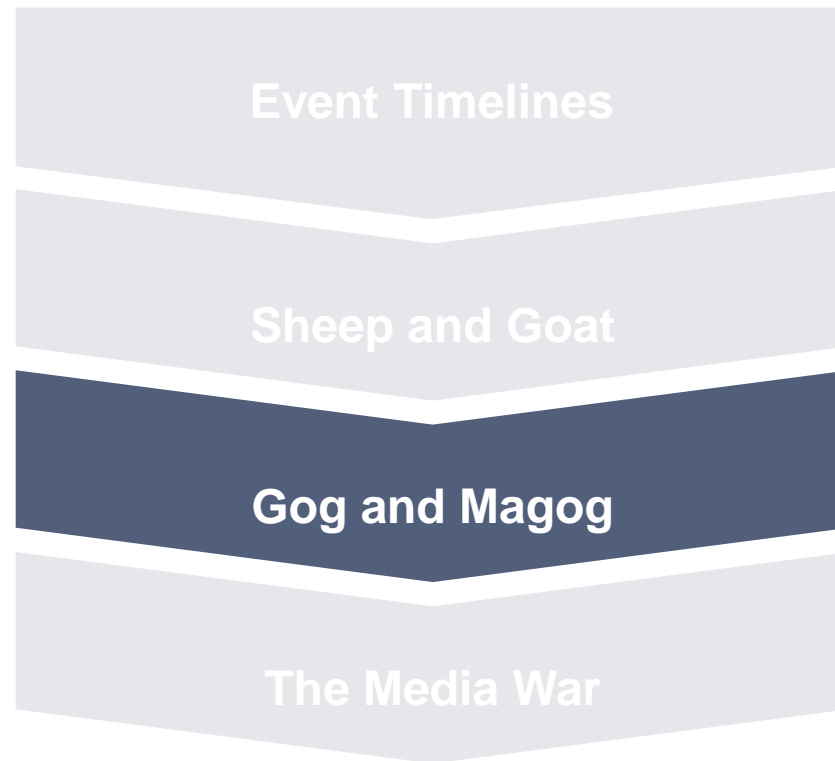 Event Timelines
Sheep and Goat
Gog and Magog
The Media War